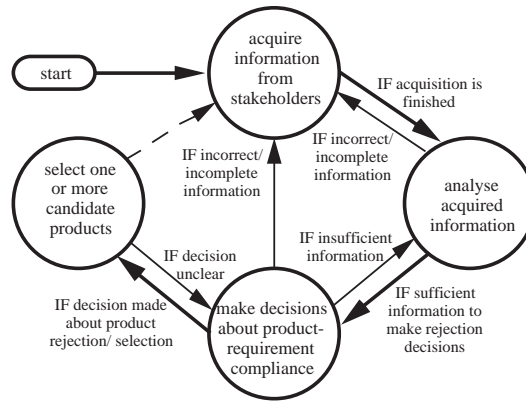 acquire
information
from
stakeholders
start
IF acquisition is
finished
IF incorrect/
incomplete
information
IF incorrect/
incomplete
information
select one
or more
candidate
products
analyse
acquired
information
IF decision
unclear
IF insufficient
information
IF decision made
about product
rejection/ selection
make decisions
about product-
requirement
compliance
IF sufficient
information to
make rejection
decisions